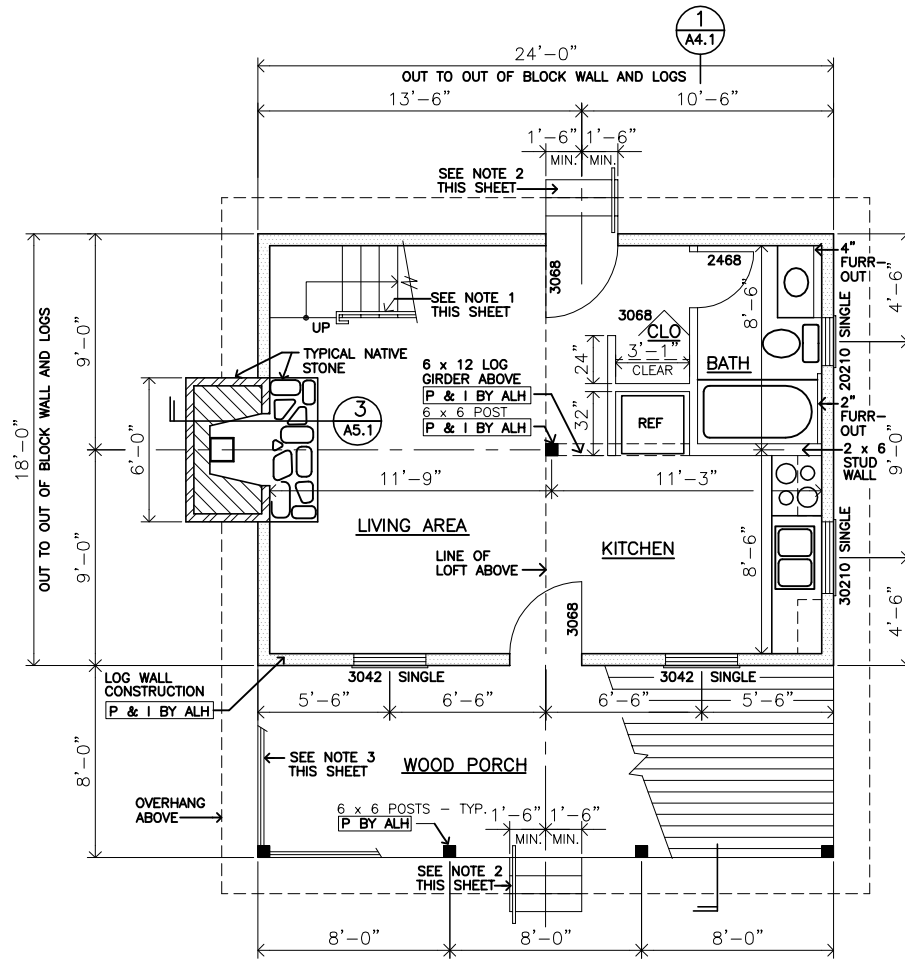 1
A4.1
24'-0"
OUT TO OUT OF BLOCK WALL AND LOGS
13'-6"
10'-6"
1'-6"
1'-6"
MIN.
MIN.
SEE NOTE 2
THIS SHEET
3068
2468
4"
FURR-
OUT
4'-6"
8'-6"
SEE NOTE 1
THIS SHEET
UP
3068
CLO
20210 SINGLE
9'-0"
OUT TO OUT OF BLOCK WALL AND LOGS
18'-0"
TYPICAL NATIVE
STONE
6 x 12 LOG
GIRDER ABOVE
P & I BY ALH
6 x 6 POST
P & I BY ALH
24"
3'-1"
CLEAR
BATH
3
A5.1
32"
REF
2"
FURR-
OUT
6'-0"
2 x 6
STUD
WALL
9'-0"
11'-9"
11'-3"
LIVING AREA
KITCHEN
LINE OF
LOFT ABOVE
8'-6"
30210 SINGLE
9'-0"
3068
4'-6"
LOG WALL
CONSTRUCTION
P & I BY ALH
3042 SINGLE
3042 SINGLE
5'-6"
6'-6"
6'-6"
5'-6"
8'-0"
SEE NOTE 3
THIS SHEET
WOOD PORCH
OVERHANG
ABOVE
6 x 6 POSTS - TYP.
P BY ALH
1'-6"
1'-6"
MIN.
MIN.
SEE NOTE 2
THIS SHEET
8'-0"
8'-0"
8'-0"